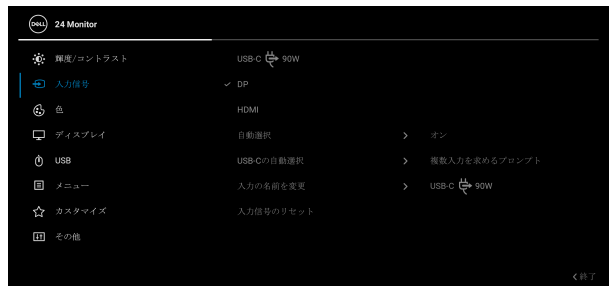 DELL 24 Monitor
輝度/コントラスト USB-C 90W
入力信号 ✓ DP
色 HDMI
ディスプレイ 自動選択 > オン
USB USB-Cの自動選択 > 複数入力を求めるプロンプト
メニュー 入力の名前を変更 > USB-C 90W
カスタマイズ 入力信号のリセット
その他
<終了